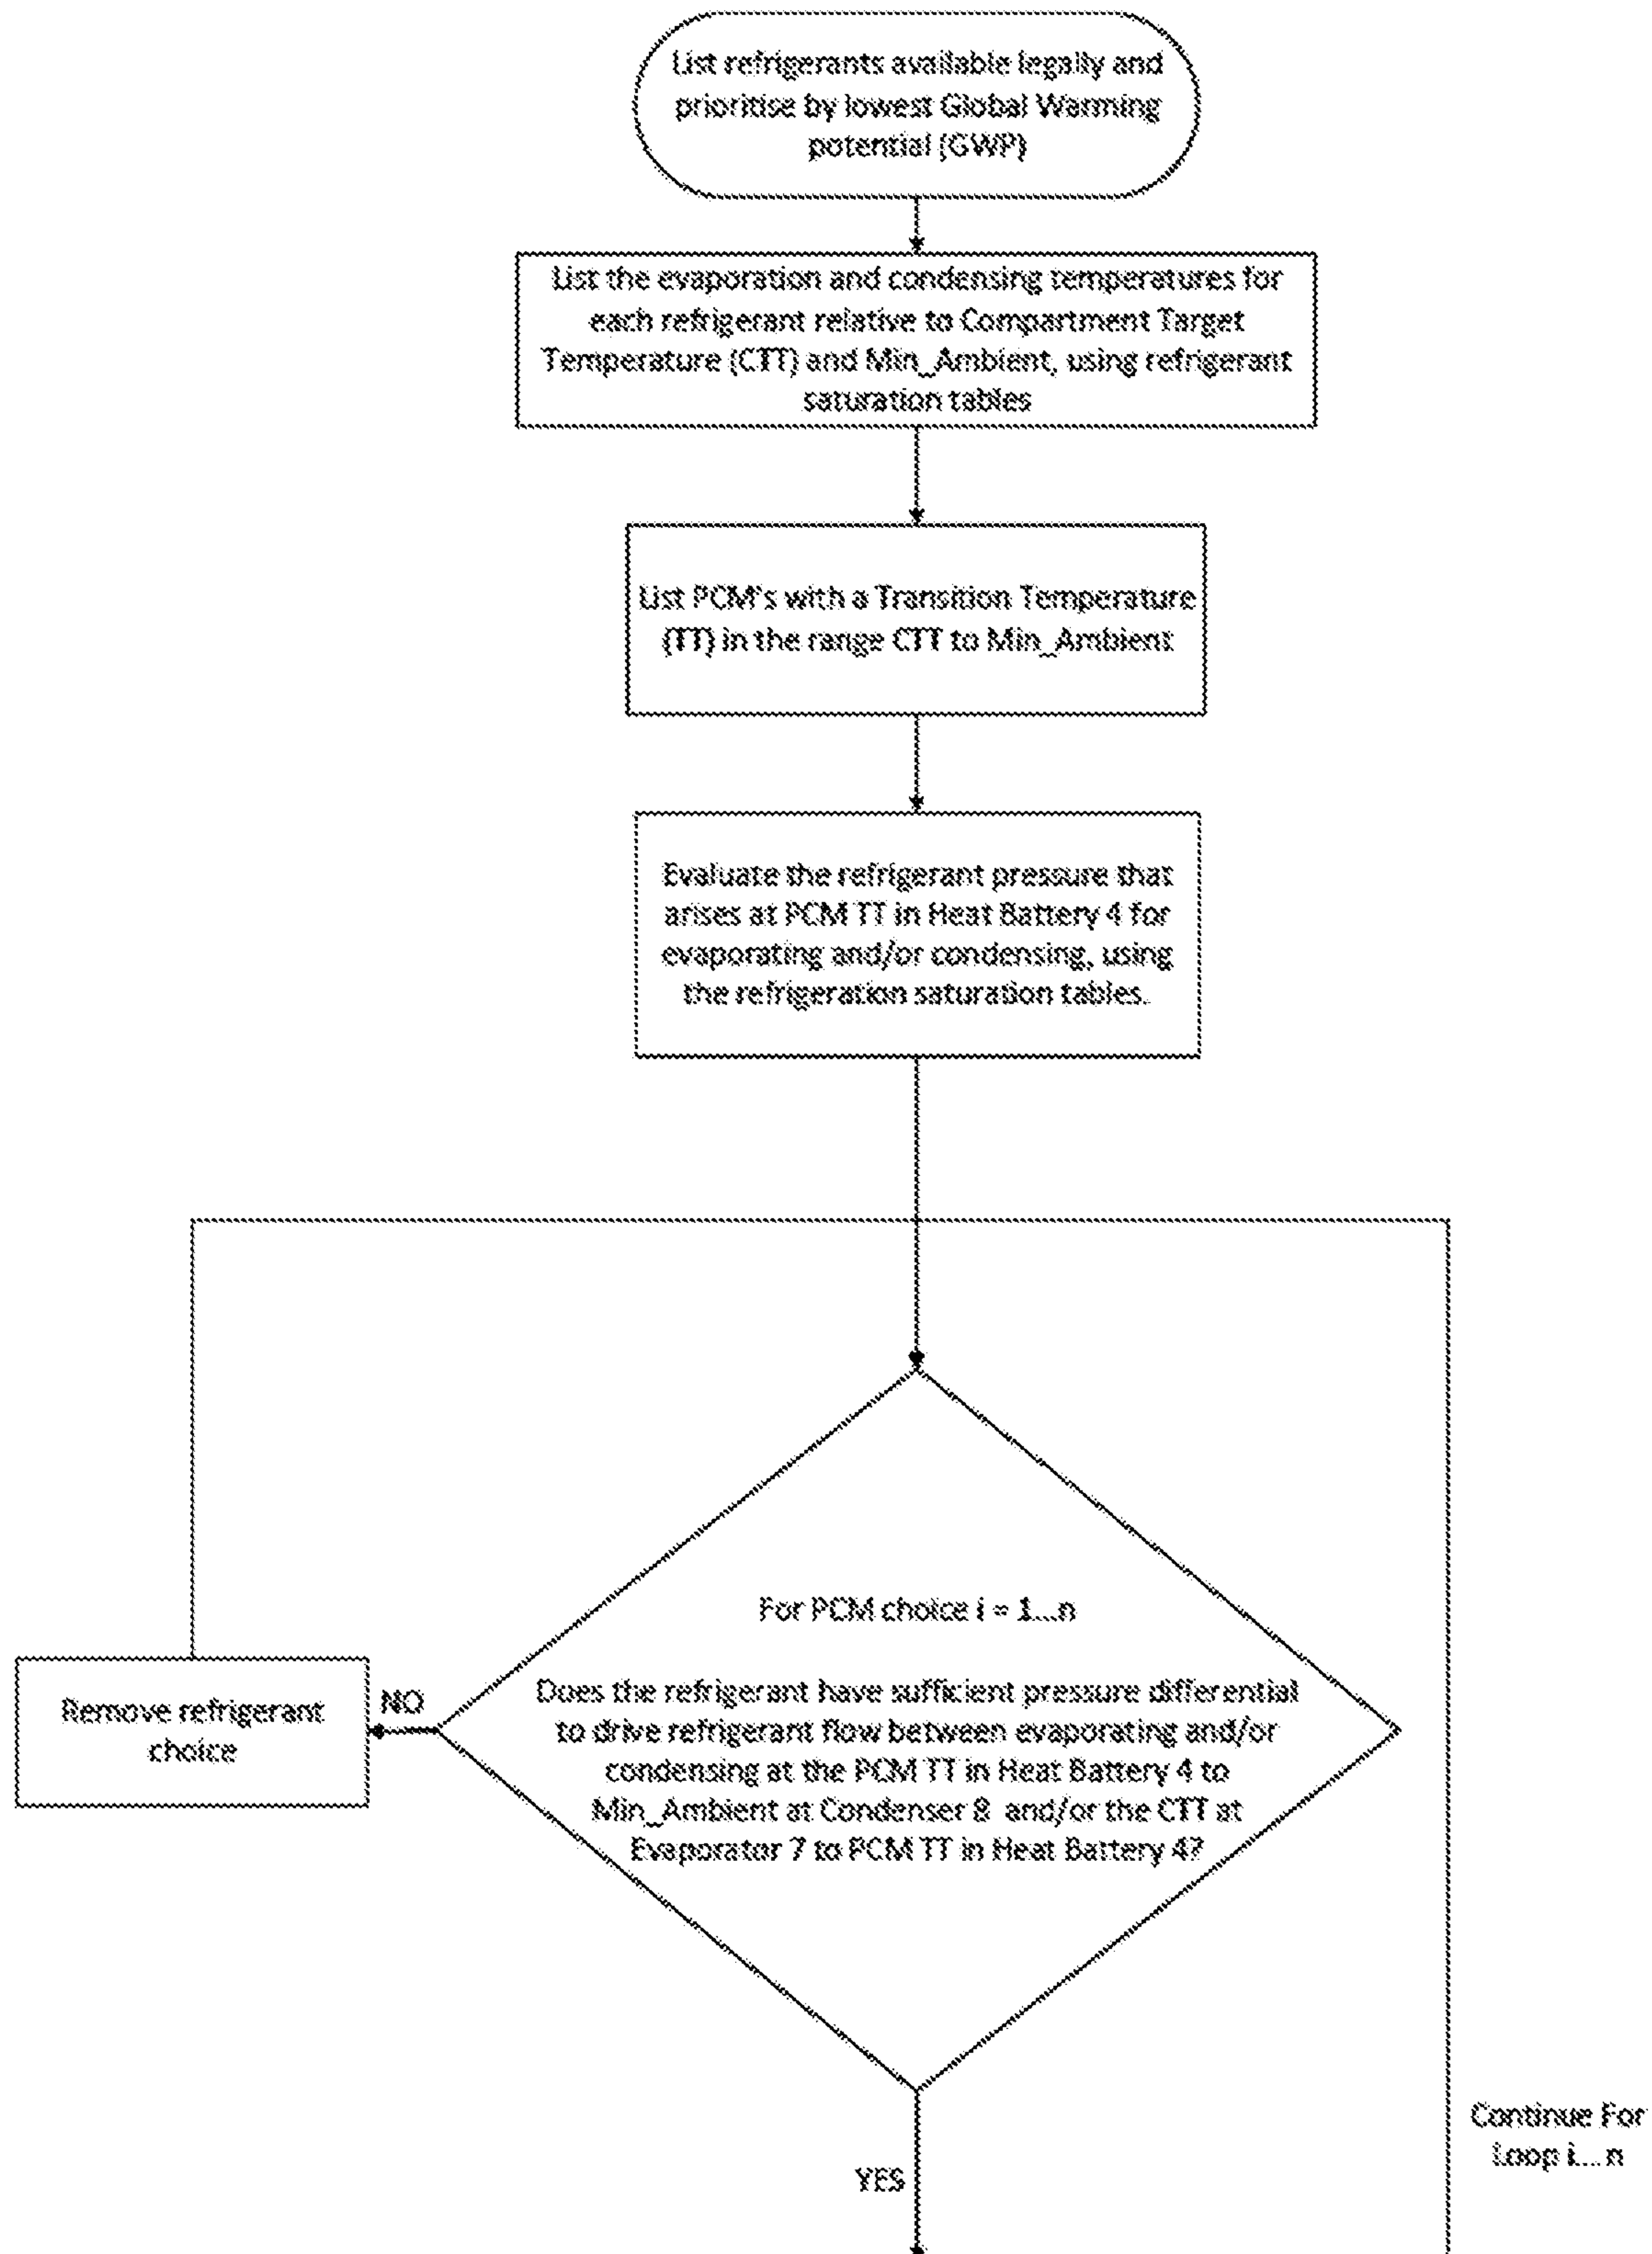 List refrigerants available legally and
prioritise by lowest Global Warming
potential (GWP)
List the evaporation and condensing temperatures for
each refrigerant relative to Compartment Target
Temperature (CTT) and Min_Ambient, using refrigerant
saturation tables
List PCM's with a Transition Temperature
(TT) in the range CTT to Min_Ambient
Evaluate the refrigerant pressure that
arises at PCM TT in Heat Battery 4 for
evaporating and/or condensing, using
the refrigeration saturation tables.
For PCM choice i = 1...n
Does the refrigerant have sufficient pressure differential
to drive refrigerant flow between evaporating and/or
condensing at the PCM TT in Heat Battery 4 to
Min_Ambient at Condenser 8 and/or the CTT at
Evaporator 7 to PCM TT in Heat Battery 4?
NO
Remove refrigerant
choice
Continue For
Loop i...n
YES